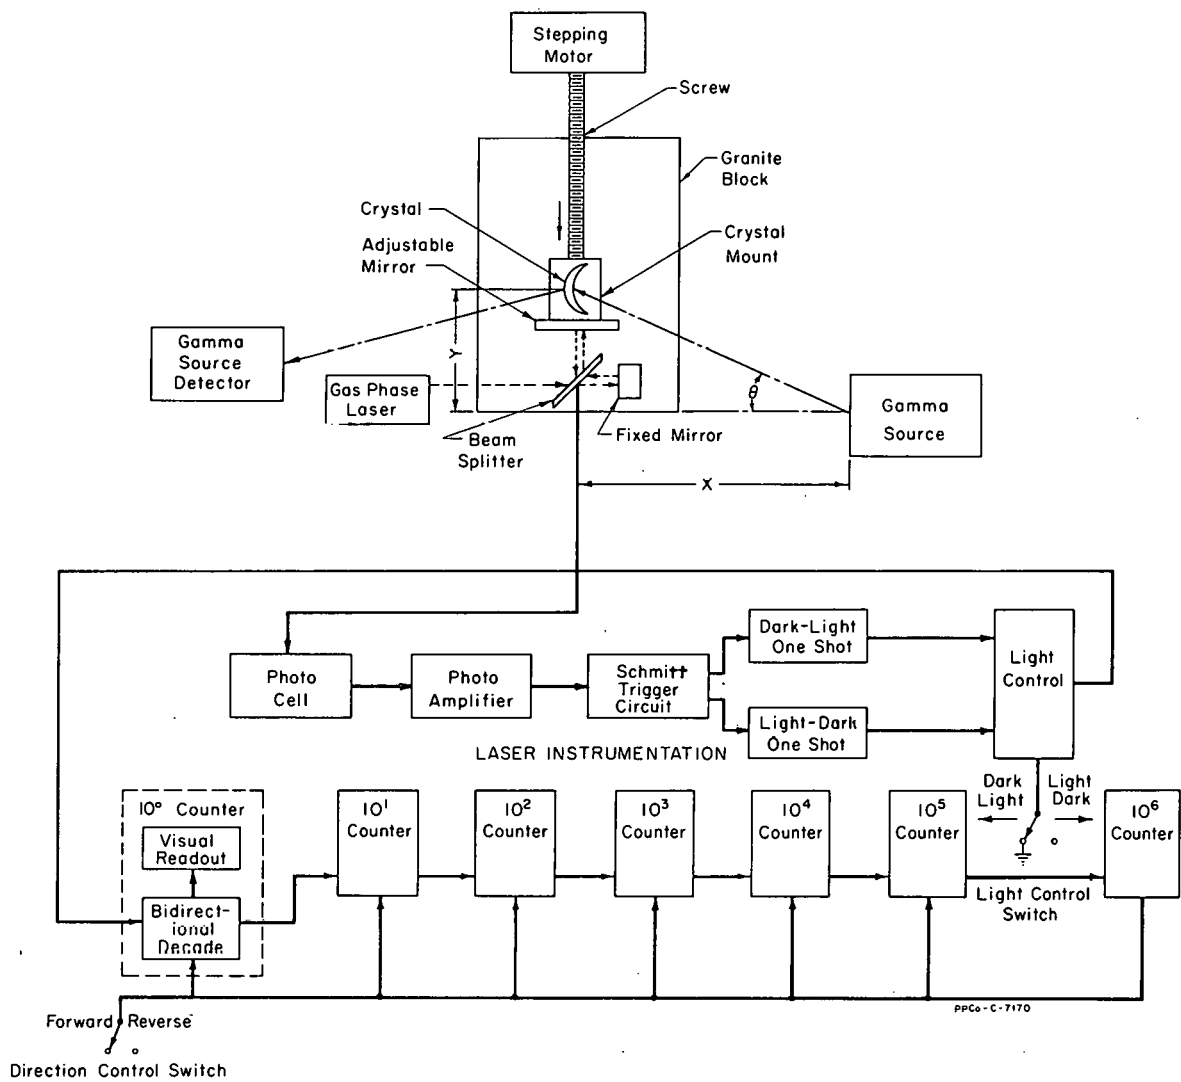 Stepping
Motor
Screw
Granite
Block
Crystal
Adjustable
Mirror
Crystal
Mount
Gamma
Source
Detector
Y
Gas Phase
Laser
θ
Gamma
Source
Beam
Splitter
Fixed Mirror
X
Photo
Cell
Photo
Amplifier
Schmitt
Trigger
Circuit
Dark-Light
One Shot
Light-Dark
One Shot
Light
Control
LASER INSTRUMENTATION
Dark
Light
Light
Dark
10° Counter
Visual
Readout
Bidirect-
ional
Decade
10¹
Counter
10²
Counter
10³
Counter
10⁴
Counter
10⁵
Counter
10⁶
Counter
Light Control
Switch
PPCo-C-7170
Forward Reverse
Direction Control Switch